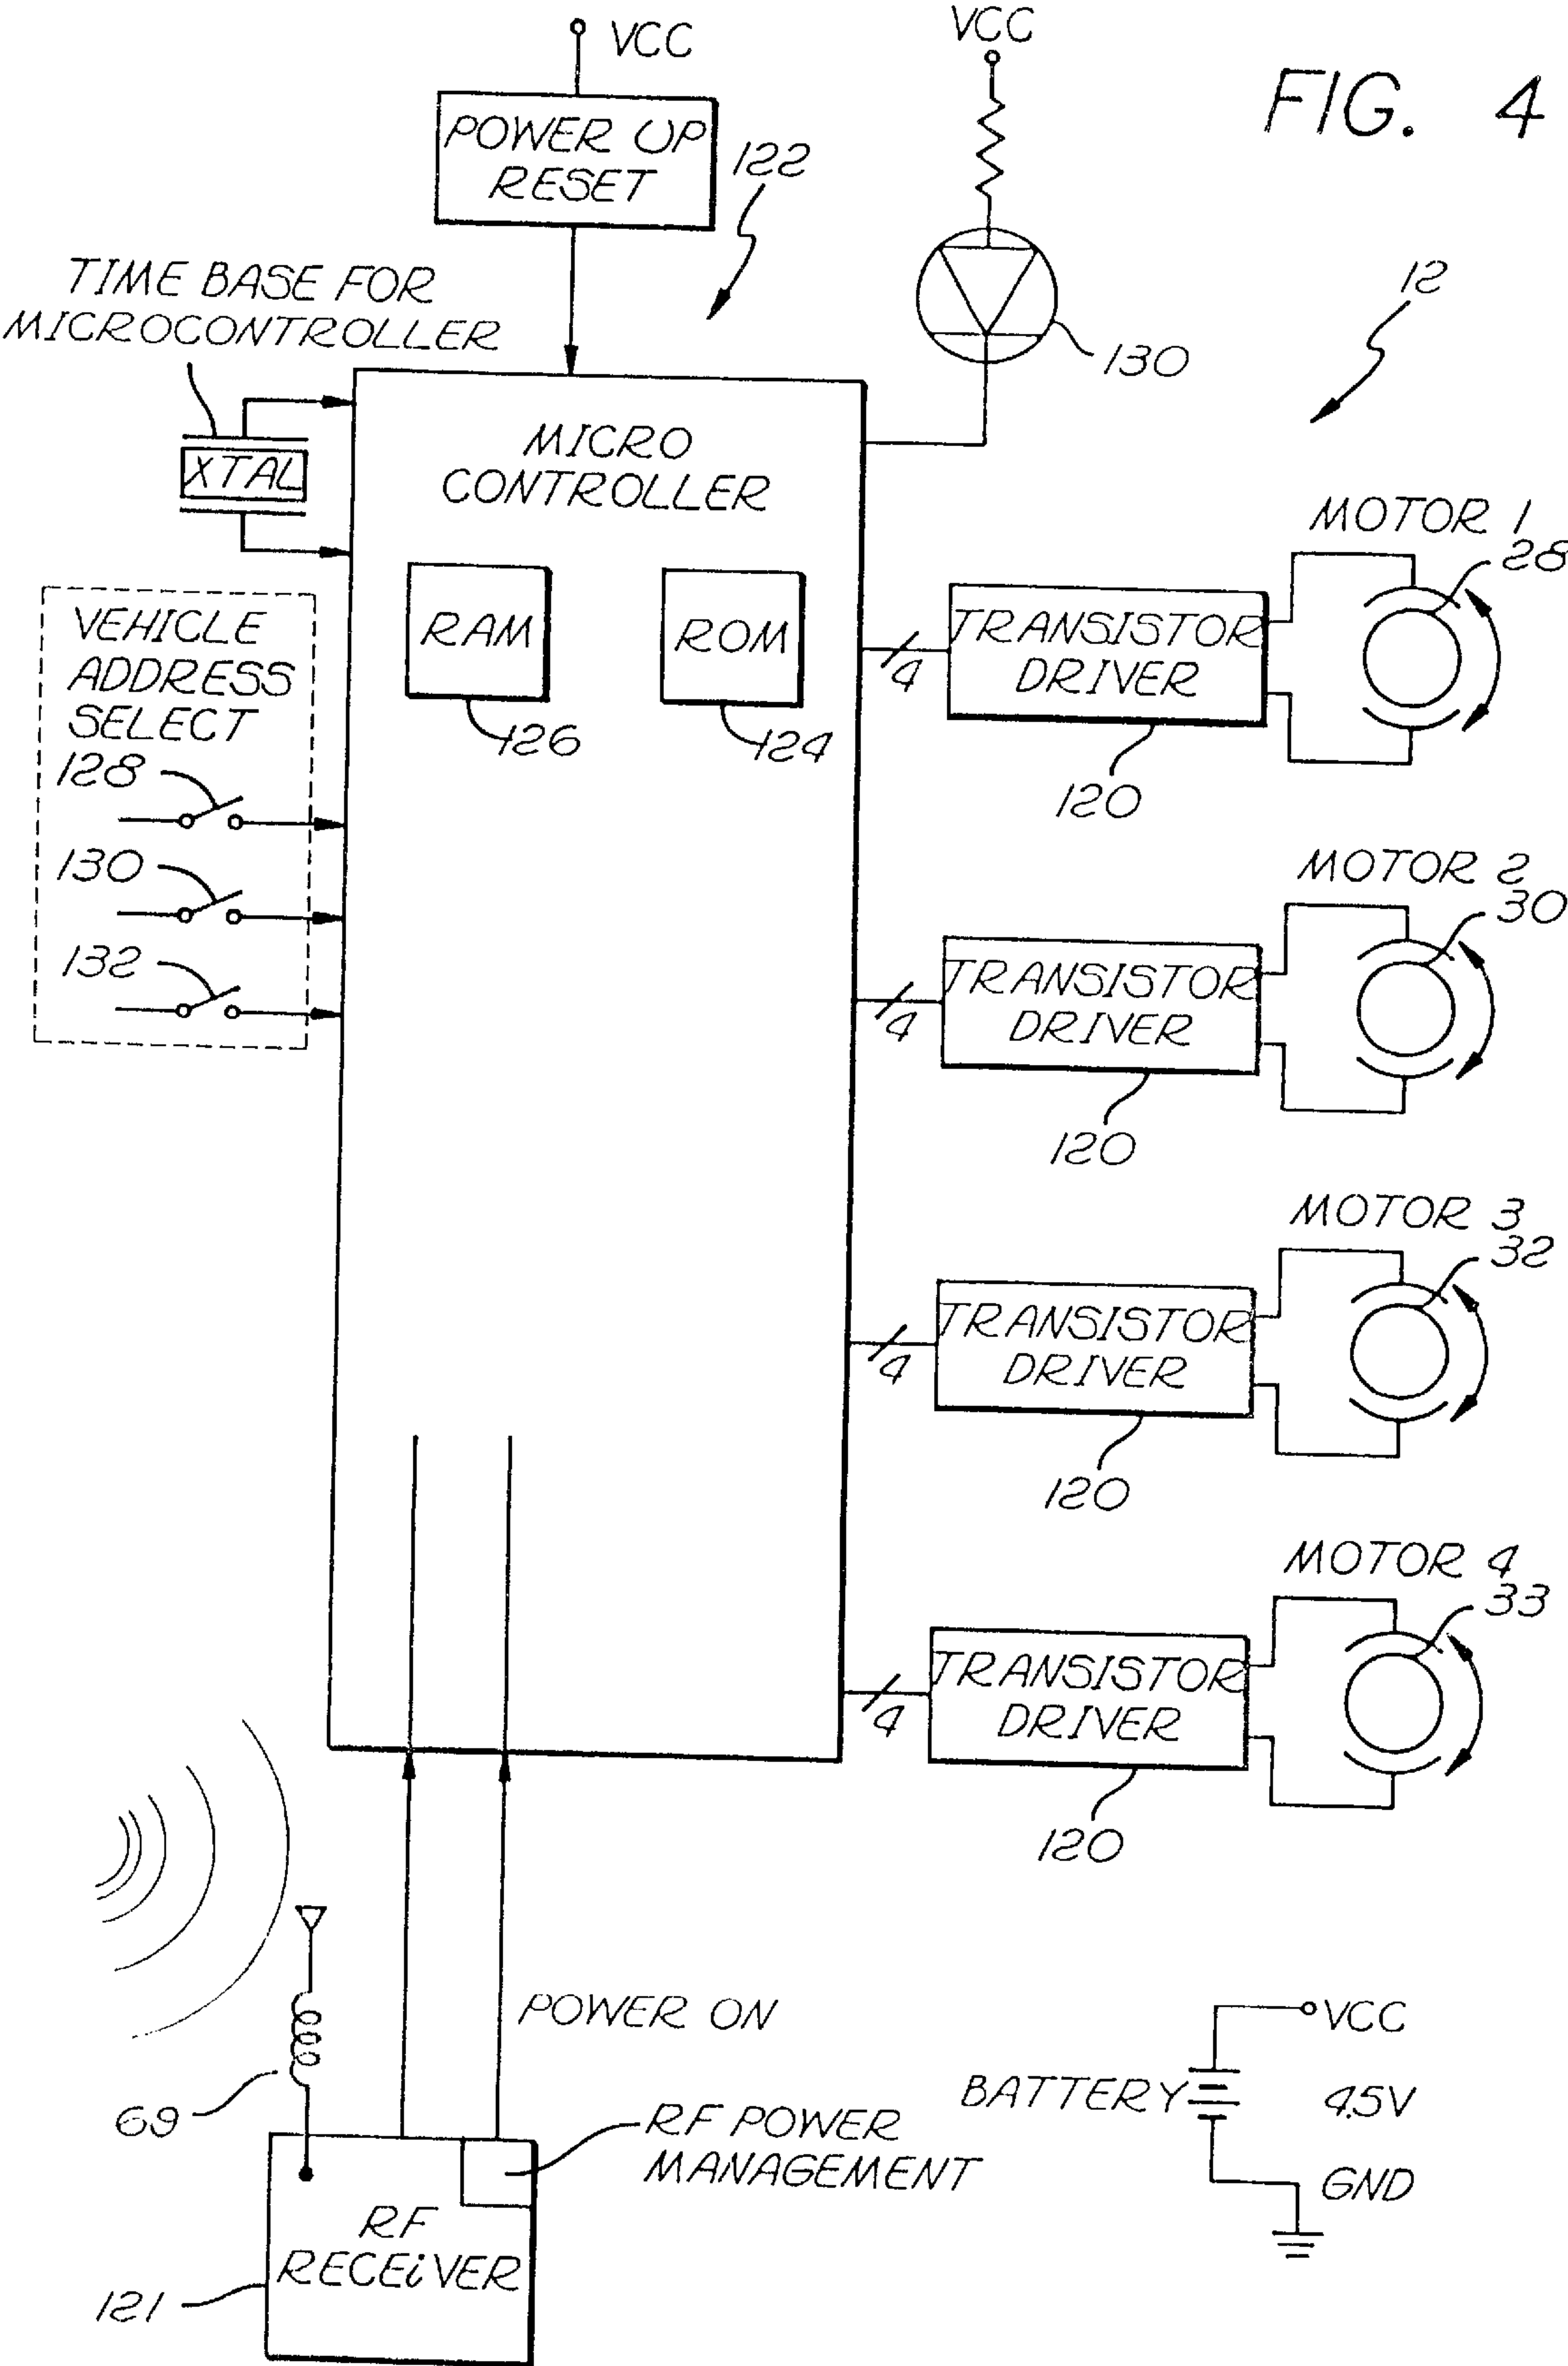 FIG. 4
VCC
VCC
POWER UP
RESET
122
12
TIME BASE FOR
MICROCONTROLLER
130
XTAL
MICRO
CONTROLLER
MOTOR 1
28
VEHICLE
ADDRESS
SELECT
RAM
ROM
126
124
4
TRANSISTOR
DRIVER
120
128
130
132
MOTOR 2
30
4
TRANSISTOR
DRIVER
120
MOTOR 3
32
4
TRANSISTOR
DRIVER
120
MOTOR 4
33
4
TRANSISTOR
DRIVER
120
POWER ON
69
RF POWER
MANAGEMENT
RF
RECEiVER
121
VCC
BATTERY
4.5V
GND